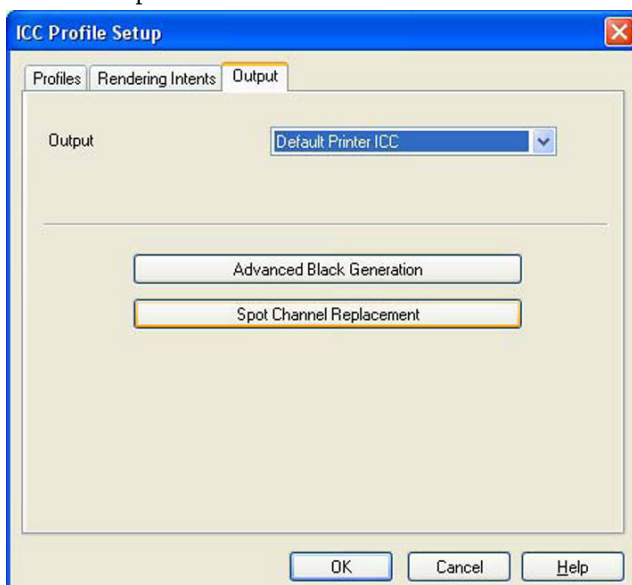 ICC Profile Setup
Profiles Rendering Intents Output
Output Default Printer ICC
Advanced Black Generation
Spot Channel Replacement
OK Cancel Help